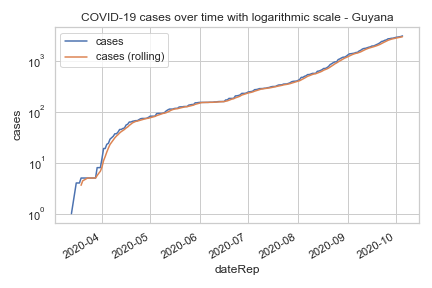 COVID-19 cases over time with logarithmic scale - Guyana
cases
cases (rolling)
10³
10²
10¹
10⁰
cases
2020-04
2020-05
2020-06
2020-07
2020-08
2020-09
2020-10
dateRep